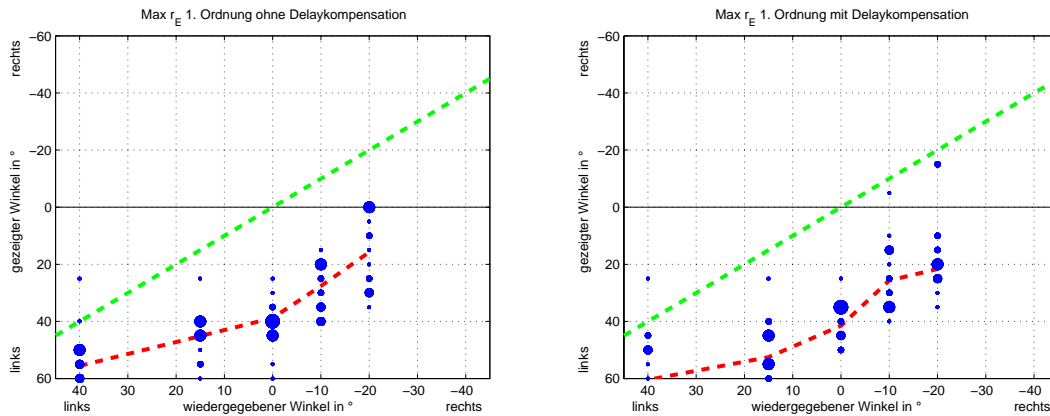 Max r_E 1. Ordnung ohne Delaykompensation
−60
−40
−20
0
20
40
60
rechts
gezeigter Winkel in °
links
40 30 20 10 0 −10 −20 −30 −40
links wiedergegebener Winkel in ° rechts
Max r_E 1. Ordnung mit Delaykompensation
−60
−40
−20
0
20
40
60
rechts
gezeigter Winkel in °
links
40 30 20 10 0 −10 −20 −30 −40
links wiedergegebener Winkel in ° rechts